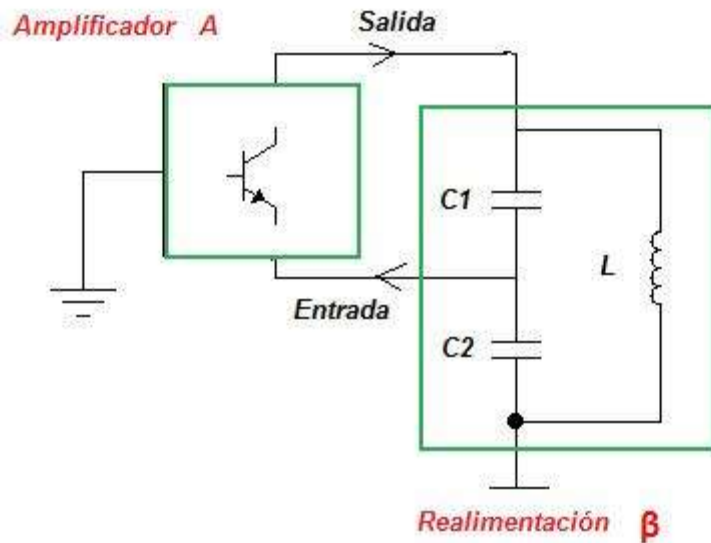 Amplificador A
Salida
C1
L
Entrada
C2
Realimentación β